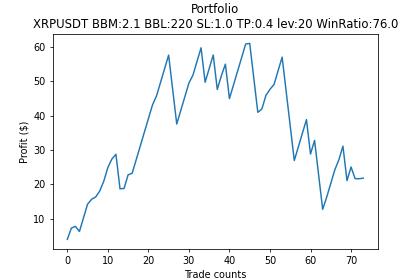 Portfolio
XRPUSDT BBM:2.1 BBL:220 SL:1.0 TP:0.4 lev:20 WinRatio:76.0
60
50
40
30
20
10
Profit ($)
0 10 20 30 40 50 60 70
Trade counts